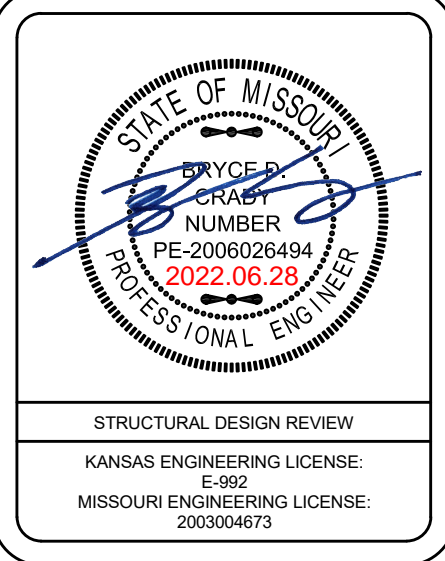 STATE OF MISSOURI
BRYCE D.
CRADY
NUMBER
PE-2006026494
2022.06.28
PROFESSIONAL ENGINEER
STRUCTURAL DESIGN REVIEW
KANSAS ENGINEERING LICENSE:
E-992
MISSOURI ENGINEERING LICENSE:
2003004673